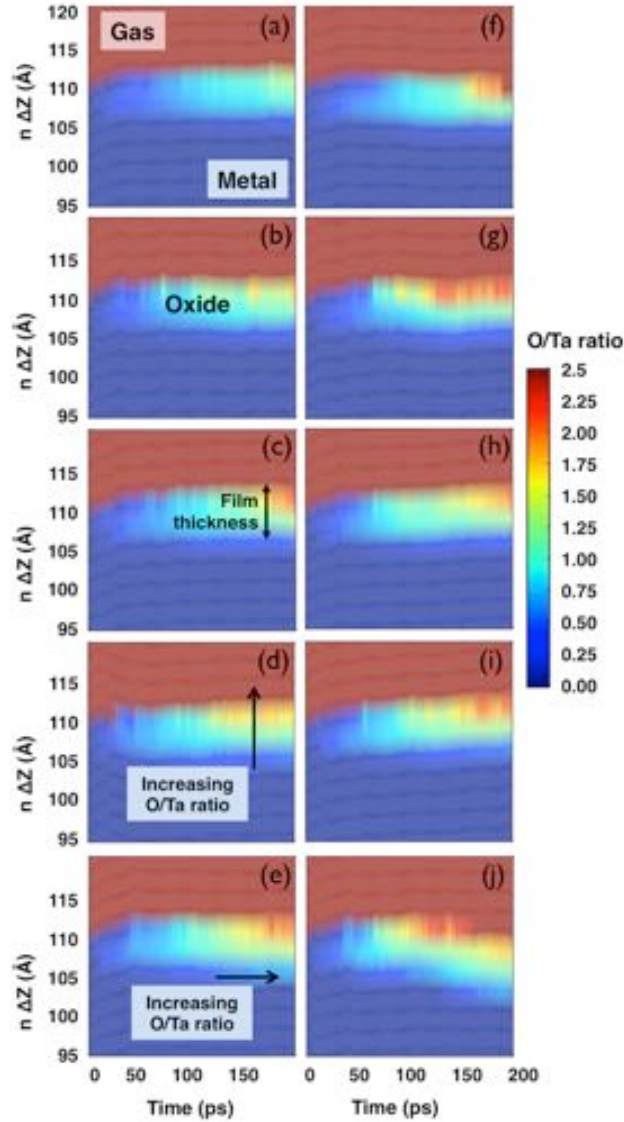 120
Gas
(a)
(f)
n ΔZ (Å)
115
110
105
100
Metal
95
(b)
(g)
n ΔZ (Å)
115
110
Oxide
105
100
95
O/Ta ratio
2.5
2.25
2.0
1.75
1.50
1.25
1.0
0.75
0.50
0.25
0.00
(c)
(h)
n ΔZ (Å)
115
110
Film
thickness
105
100
95
(d)
(i)
n ΔZ (Å)
115
110
105
100
Increasing
O/Ta ratio
95
(e)
(j)
n ΔZ (Å)
115
110
105
100
Increasing
O/Ta ratio
95
0 50 100 150 0 50 100 150 200
Time (ps) Time (ps)